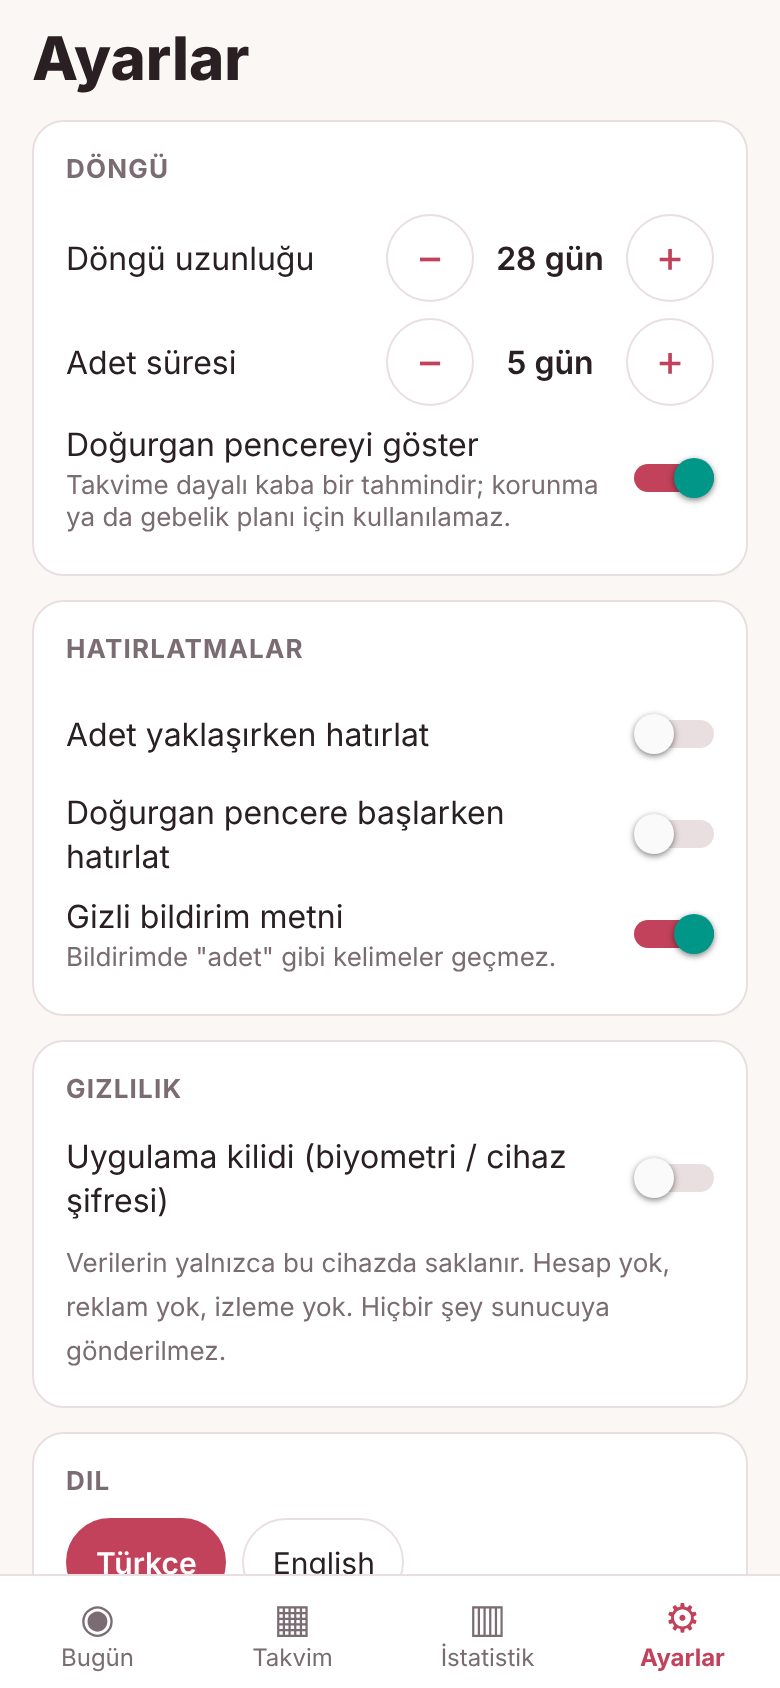 Ayarlar
DÖNGÜ
Döngü uzunluğu − 28 gün +
Adet süresi − 5 gün +
Doğurgan pencereyi göster
Takvime dayalı kaba bir tahmindir; korunma
ya da gebelik planı için kullanılamaz.
HATIRLATMALAR
Adet yaklaşırken hatırlat
Doğurgan pencere başlarken
hatırlat
Gizli bildirim metni
Bildirimde "adet" gibi kelimeler geçmez.
GIZLILIK
Uygulama kilidi (biyometri / cihaz
şifresi)
Verilerin yalnızca bu cihazda saklanır. Hesap yok,
reklam yok, izleme yok. Hiçbir şey sunucuya
gönderilmez.
DIL
Türkçe English
Bugün Takvim İstatistik Ayarlar